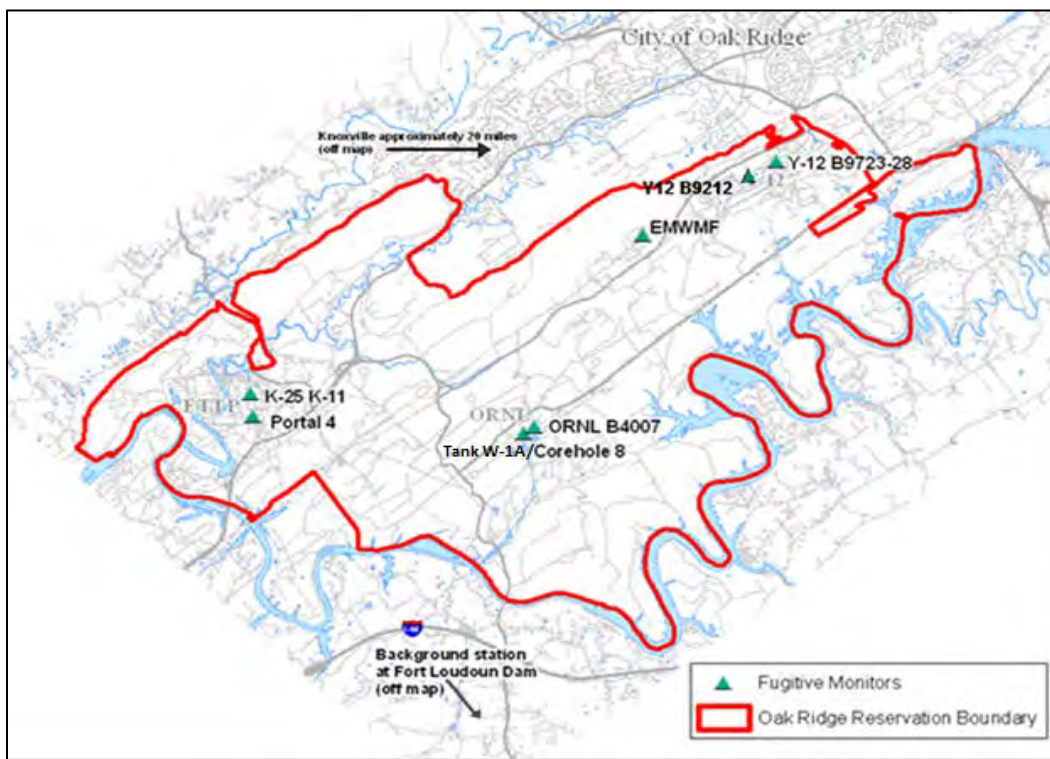 City of Oak Ridge
Knoxville approximately 20 miles
(off map)
Y-12 B9723-28
Y12 B9212
EMWMF
K-25 K-11
ETTP
Portal 4
ORNL
ORNL B4007
Tank W-1A/Corehole 8
Background station
at Fort Loudoun Dam
(off map)
Fugitive Monitors
Oak Ridge Reservation Boundary